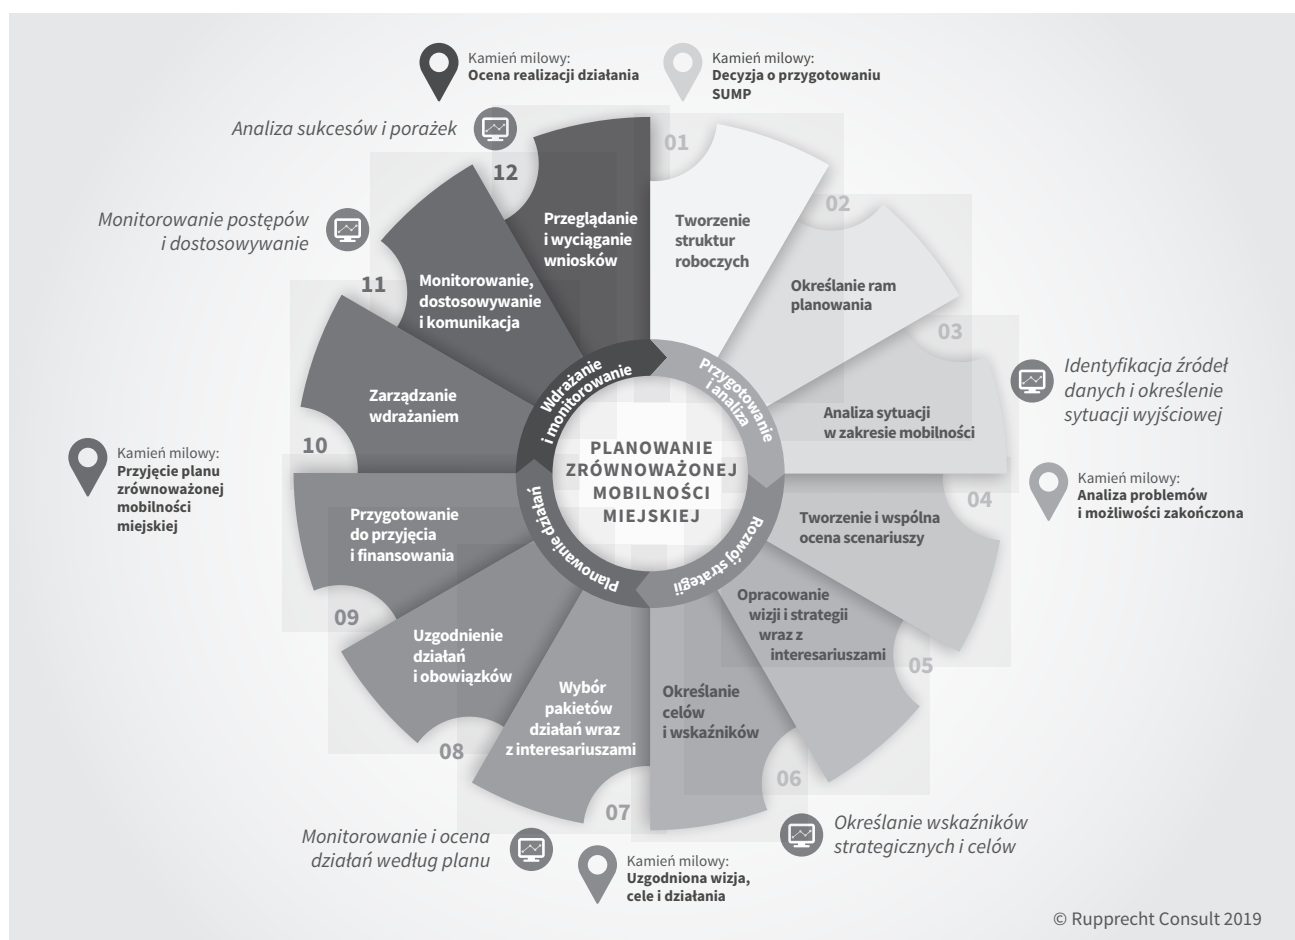 Kamień milowy:
Ocena realizacji działania
Kamień milowy:
Decyzja o przygotowaniu
SUMP
Analiza sukcesów i porażek
Monitorowanie postępów
i dostosowywanie
01
Tworzenie
struktur
roboczych
02
Określanie ram
planowania
03
Analiza sytuacji
w zakresie mobilności
Identyfikacja źródeł
danych i określenie
sytuacji wyjściowej
Kamień milowy:
Analiza problemów
i możliwości zakończona
04
Tworzenie i wspólna
ocena scenariuszy
05
Opracowanie
wizji i strategii
wraz z
interesariuszami
06
Określanie
celów
i wskaźników
Określanie wskaźników
strategicznych i celów
07
Wybór
pakietów
działań wraz
z interesariuszami
Kamień milowy:
Uzgodniona wizja,
cele i działania
Monitorowanie i ocena
działań według planu
08
Uzgodnienie
działań
i obowiązków
09
Przygotowanie
do przyjęcia
i finansowania
Kamień milowy:
Przyjęcie planu
zrównoważonej
mobilności
miejskiej
10
Zarządzanie
wdrażaniem
11
Monitorowanie,
dostosowywanie
i komunikacja
12
Przeglądanie
i wyciąganie
wniosków
Przygotowanie
i analiza
Rozwój strategii
Planowanie działań
Wdrażanie
i monitorowanie
PLANOWANIE
ZRÓWNOWAŻONEJ
MOBILNOŚCI
MIEJSKIEJ
© Rupprecht Consult 2019